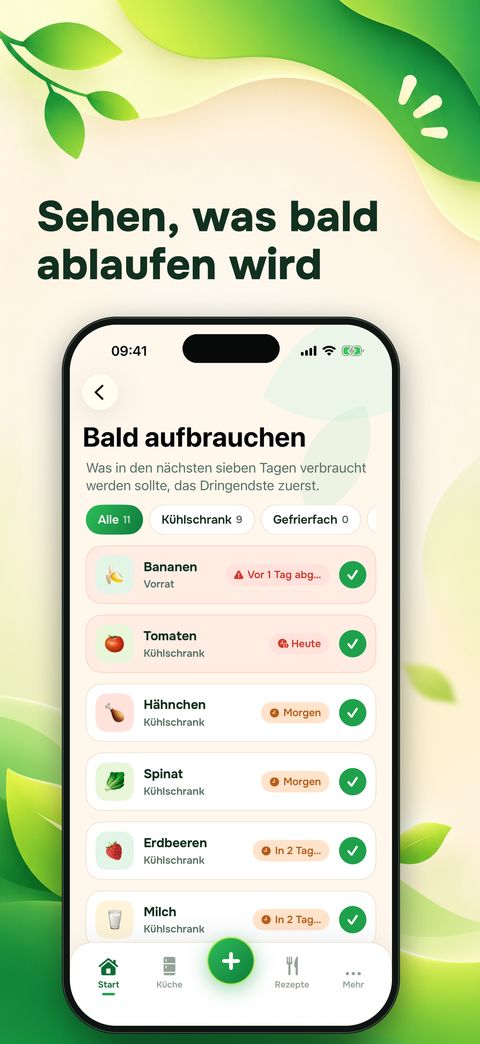 Sehen, was bald
ablaufen wird
09:41
Bald aufbrauchen
Was in den nächsten sieben Tagen verbraucht
werden sollte, das Dringendste zuerst.
Alle 11
Kühlschrank 9
Gefrierfach 0
Bananen
Vorrat
Vor 1 Tag abg...
Tomaten
Kühlschrank
Heute
Hähnchen
Kühlschrank
Morgen
Spinat
Kühlschrank
Morgen
Erdbeeren
Kühlschrank
In 2 Tag...
Milch
Kühlschrank
In 2 Tag...
Start
Küche
Rezepte
Mehr